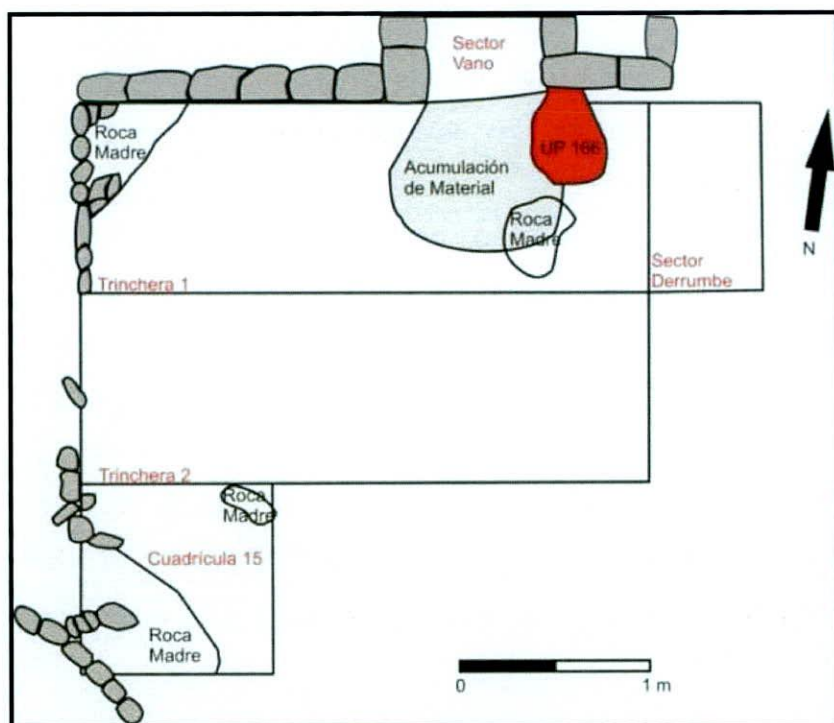 Sector
Vano
Roca
Madre
UP 166
Acumulación
de Material
Roca
Madre
N
Sector
Derrumbe
Trinchera 1
Trinchera 2
Roca
Madre
Cuadrícula 15
Roca
Madre
0 1 m